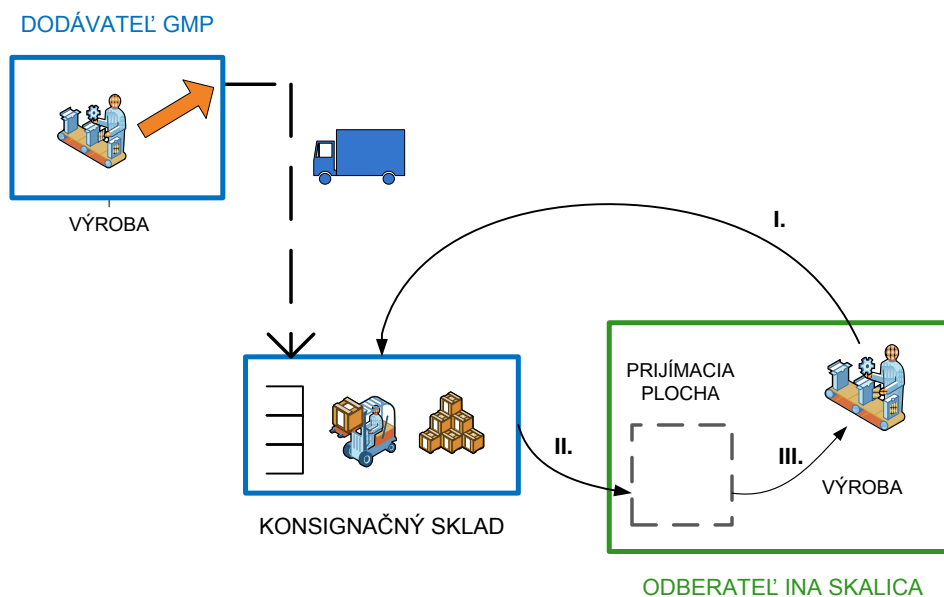 DODÁVATEĽ GMP
VÝROBA
I.
PRIJÍMACIA
PLOCHA
II.
III.
VÝROBA
KONSIGNAČNÝ SKLAD
ODBERATEĽ INA SKALICA